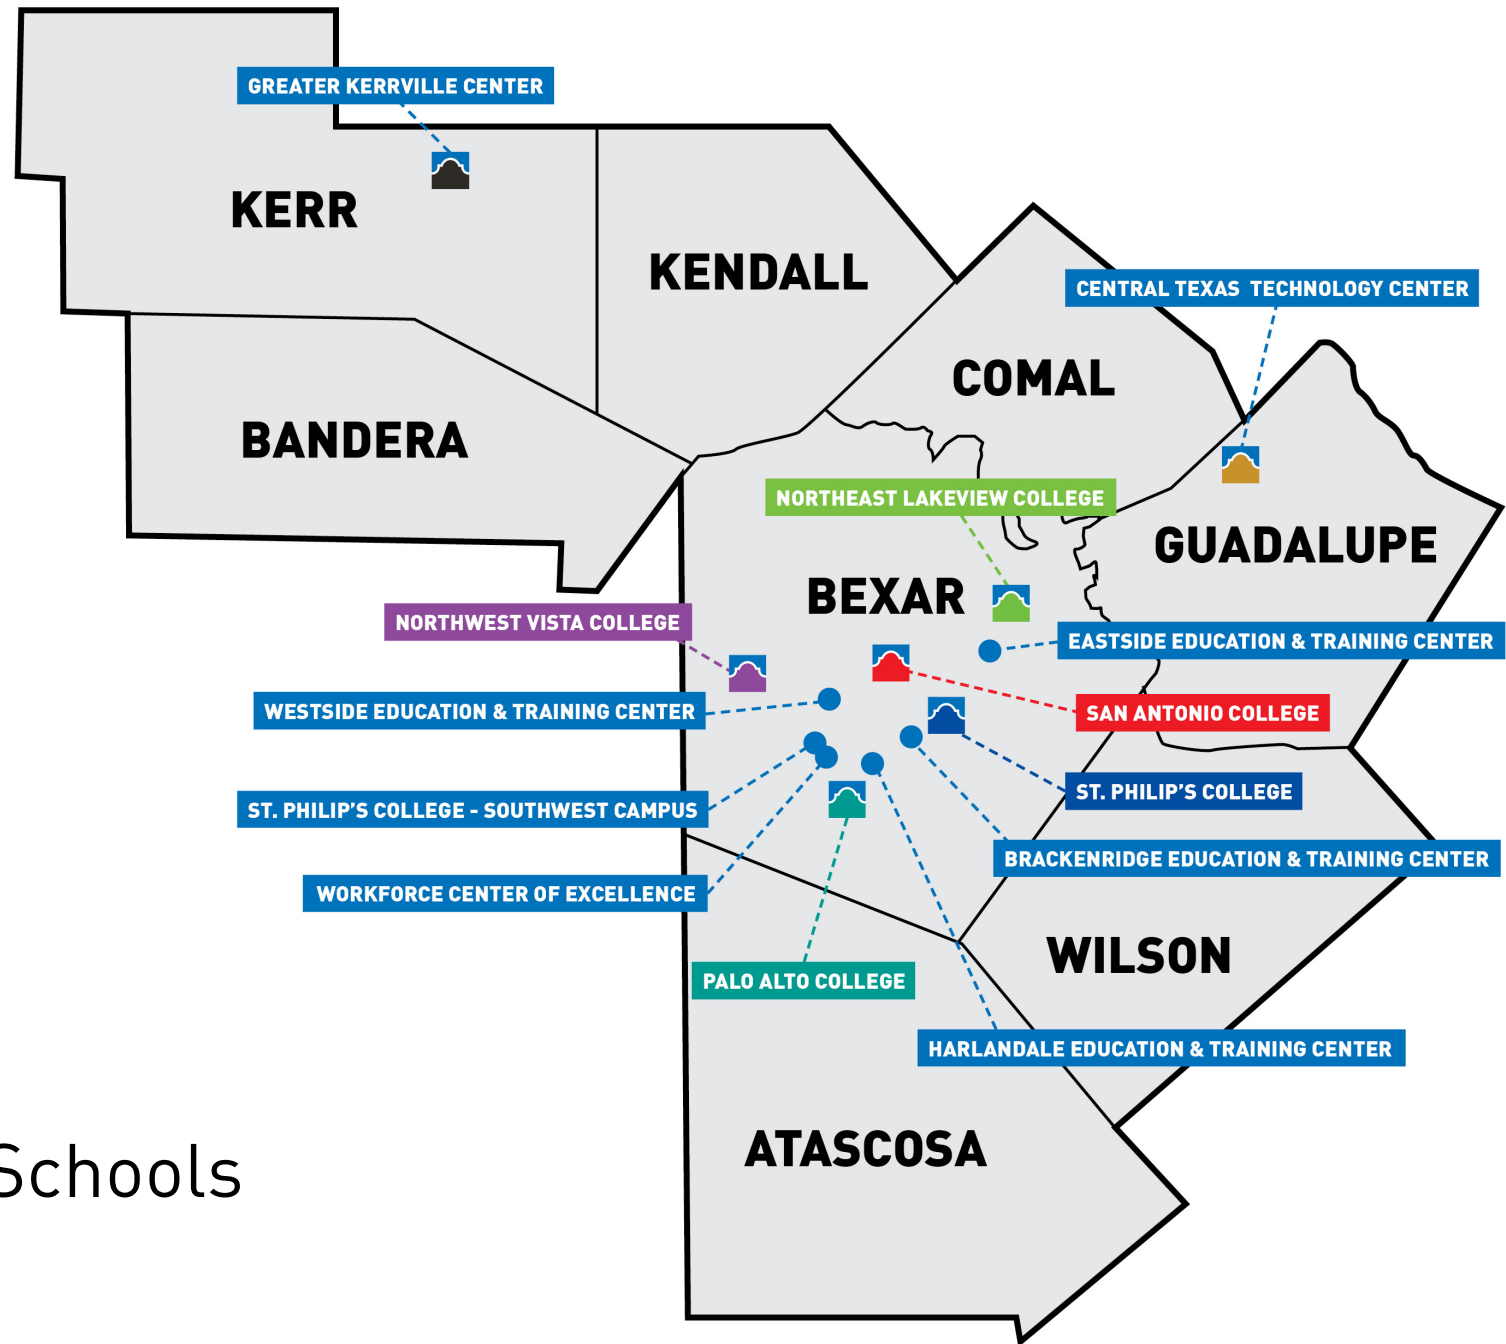 GREATER KERRVILLE CENTER
KERR
KENDALL
CENTRAL TEXAS TECHNOLOGY CENTER
COMAL
BANDERA
NORTHEAST LAKEVIEW COLLEGE
GUADALUPE
BEXAR
NORTHWEST VISTA COLLEGE
EASTSIDE EDUCATION & TRAINING CENTER
WESTSIDE EDUCATION & TRAINING CENTER
SAN ANTONIO COLLEGE
ST. PHILIP'S COLLEGE
ST. PHILIP'S COLLEGE - SOUTHWEST CAMPUS
BRACKENRIDGE EDUCATION & TRAINING CENTER
WORKFORCE CENTER OF EXCELLENCE
WILSON
PALO ALTO COLLEGE
HARLANDALE EDUCATION & TRAINING CENTER
ATASCOSA
Schools